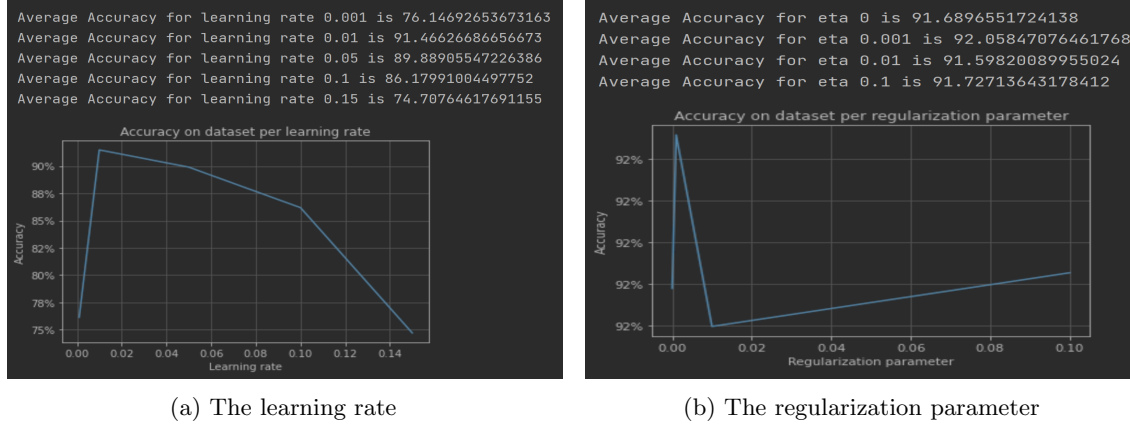 Average Accuracy for learning rate 0.001 is 76.14692653673163
Average Accuracy for learning rate 0.01 is 91.46626686656673
Average Accuracy for learning rate 0.05 is 89.88905547226386
Average Accuracy for learning rate 0.1 is 86.17991004497752
Average Accuracy for learning rate 0.15 is 74.70764617691155
Accuracy on dataset per learning rate
90%
88%
85%
82%
80%
78%
75%
Accuracy
0.00 0.02 0.04 0.06 0.08 0.10 0.12 0.14
Learning rate
(a) The learning rate
Average Accuracy for eta 0 is 91.6896551724138
Average Accuracy for eta 0.001 is 92.05847076461768
Average Accuracy for eta 0.01 is 91.59820089955024
Average Accuracy for eta 0.1 is 91.72713643178412
Accuracy on dataset per regularization parameter
92%
92%
92%
92%
92%
Accuracy
0.00 0.02 0.04 0.06 0.08 0.10
Regularization parameter
(b) The regularization parameter